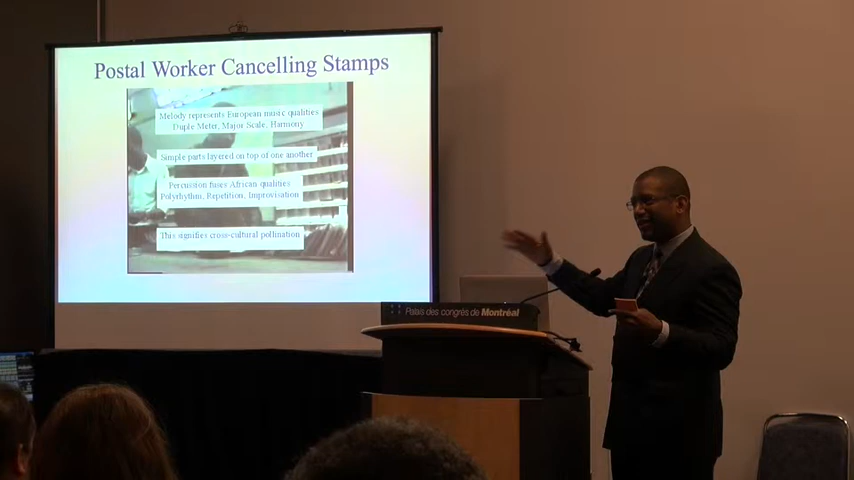 Postal Worker Cancelling Stamps
Melody represents European music qualities
Duple Meter, Major Scale, Harmony
Simple parts layered on top of one another
Percussion fuses African qualities
Polyrhythm, Repetition, Improvisation
This signifies cross-cultural pollination
Palais des congrès de Montréal